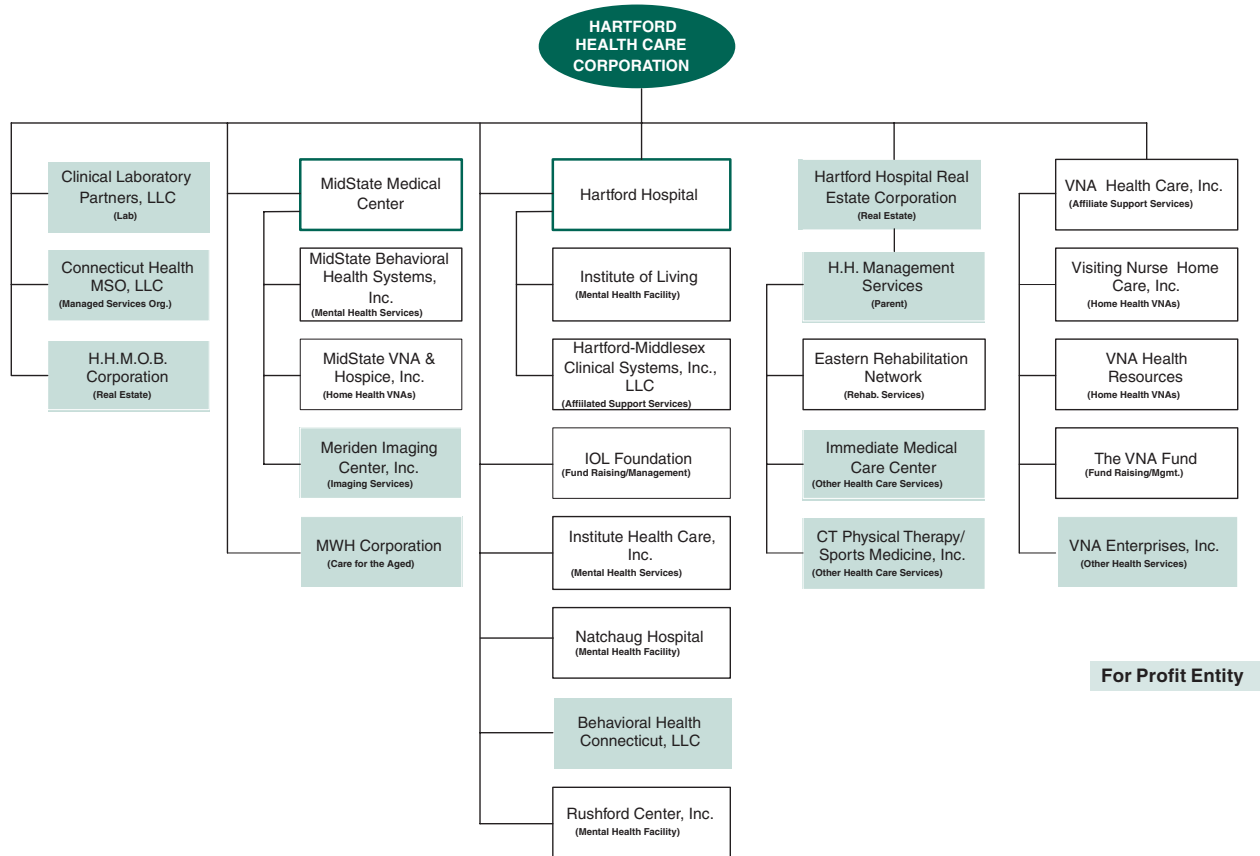 HARTFORD
HEALTH CARE
CORPORATION
Clinical Laboratory
Partners, LLC
(Lab)
Connecticut Health
MSO, LLC
(Managed Services Org.)
H.H.M.O.B.
Corporation
(Real Estate)
MidState Medical
Center
MidState Behavioral
Health Systems,
Inc.
(Mental Health Services)
MidState VNA &
Hospice, Inc.
(Home Health VNAs)
Meriden Imaging
Center, Inc.
(Imaging Services)
MWH Corporation
(Care for the Aged)
Hartford Hospital
Institute of Living
(Mental Health Facility)
Hartford-Middlesex
Clinical Systems, Inc.,
LLC
(Affiilated Support Services)
IOL Foundation
(Fund Raising/Management)
Institute Health Care,
Inc.
(Mental Health Services)
Natchaug Hospital
(Mental Health Facility)
Behavioral Health
Connecticut, LLC
Rushford Center, Inc.
(Mental Health Facility)
Hartford Hospital Real
Estate Corporation
(Real Estate)
H.H. Management
Services
(Parent)
Eastern Rehabilitation
Network
(Rehab. Services)
Immediate Medical
Care Center
(Other Health Care Services)
CT Physical Therapy/
Sports Medicine, Inc.
(Other Health Care Services)
VNA Health Care, Inc.
(Affiliate Support Services)
Visiting Nurse Home
Care, Inc.
(Home Health VNAs)
VNA Health
Resources
(Home Health VNAs)
The VNA Fund
(Fund Raising/Mgmt.)
VNA Enterprises, Inc.
(Other Health Services)
For Profit Entity